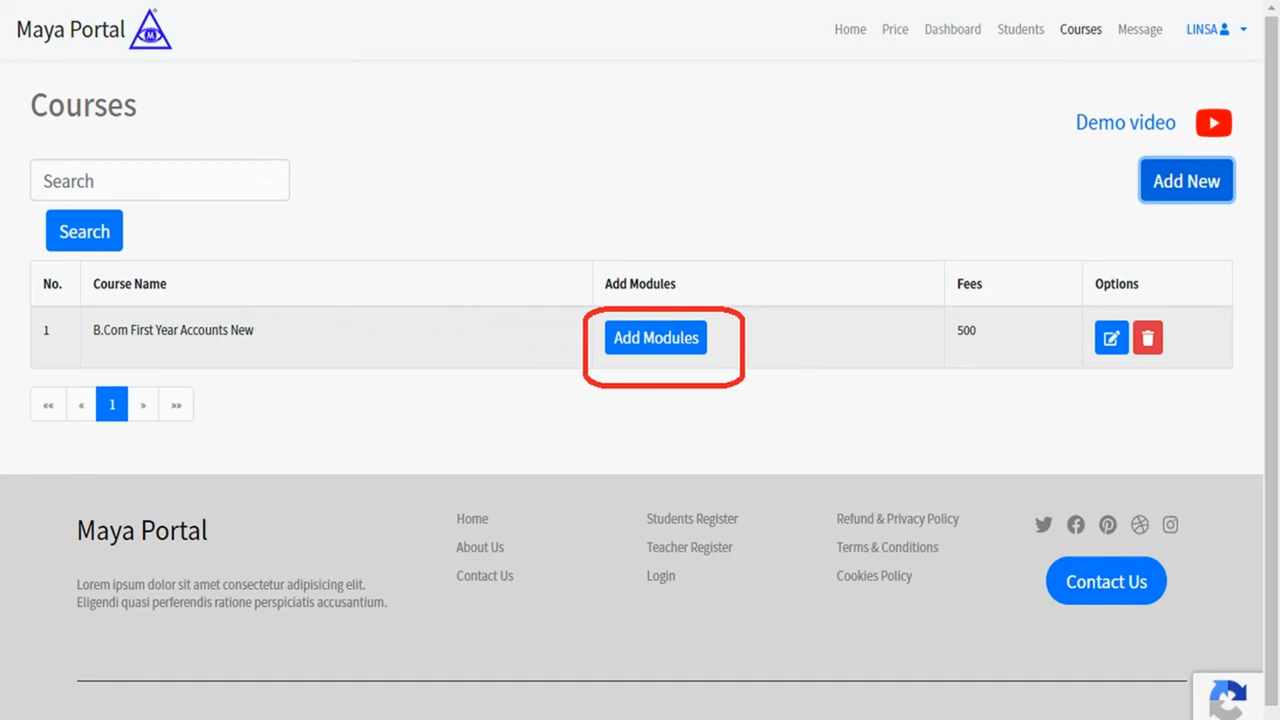 Maya Portal M
Home Price Dashboard Students Courses Message LINSA
Courses
Demo video
Search
Add New
Search
No. Course Name Add Modules Fees Options
1 B.Com First Year Accounts New Add Modules 500
«« « 1 » »»
Maya Portal
Lorem ipsum dolor sit amet consectetur adipisicing elit.
Eligendi quasi perferendis ratione perspiciatis accusantium.
Home
About Us
Contact Us
Students Register
Teacher Register
Login
Refund & Privacy Policy
Terms & Conditions
Cookies Policy
Contact Us